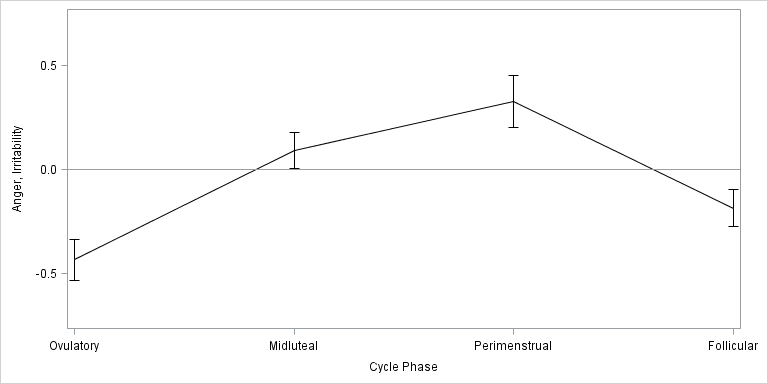 0.5
0.0
-0.5
Anger, Irritability
Ovulatory Midluteal Perimenstrual Follicular
Cycle Phase